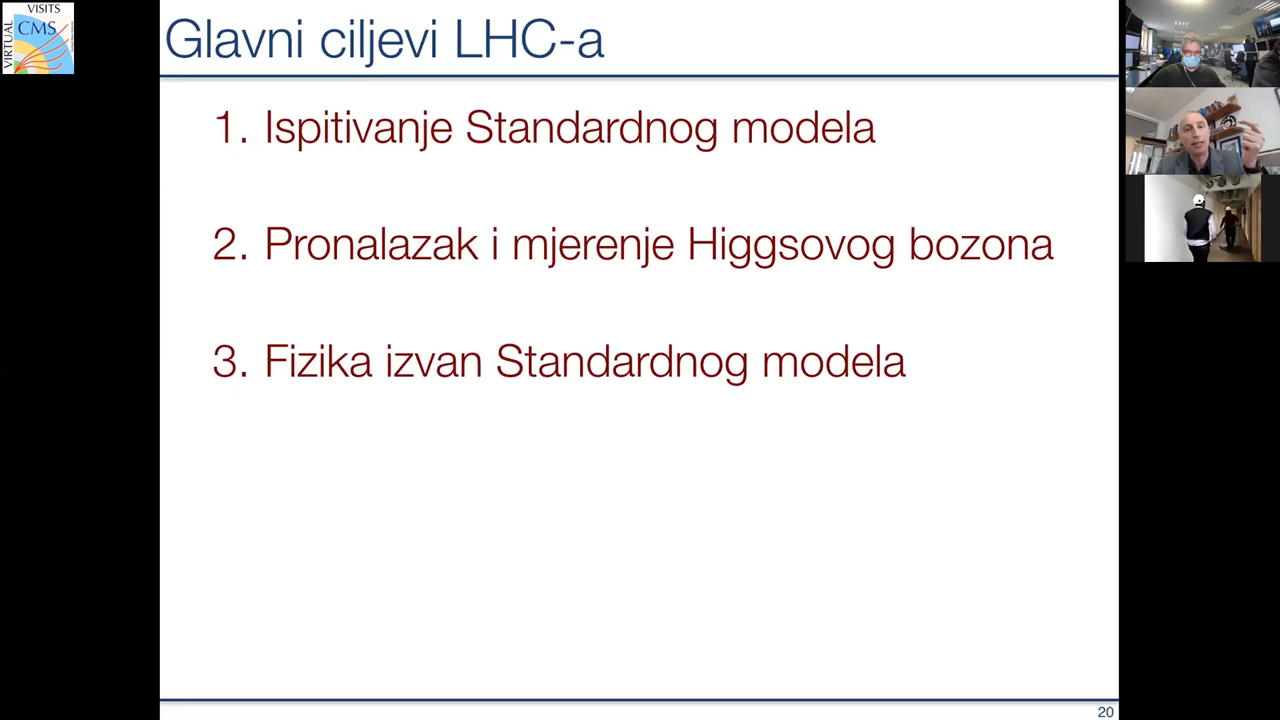 VISITS
CMS
VIRTUAL
Glavni ciljevi LHC-a
1. Ispitivanje Standardnog modela
2. Pronalazak i mjerenje Higgsovog bozona
3. Fizika izvan Standardnog modela
20